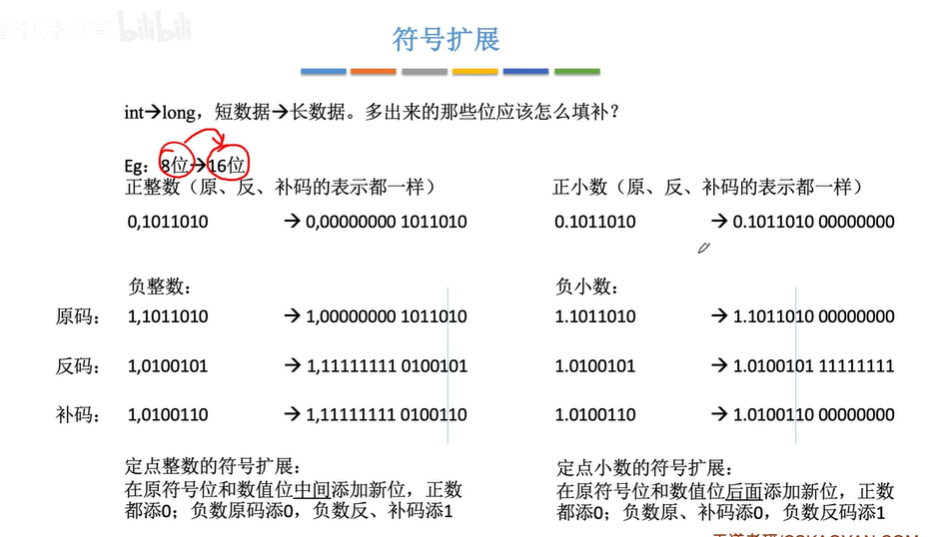 bilibili
符号扩展
int→long，短数据→长数据。多出来的那些位应该怎么填补？
Eg：8位→16位
正整数（原、反、补码的表示都一样）
0,1011010 → 0,00000000 1011010
正小数（原、反、补码的表示都一样）
0.1011010 → 0.1011010 00000000
负整数：
原码： 1,1011010 → 1,00000000 1011010
反码： 1,0100101 → 1,11111111 0100101
补码： 1,0100110 → 1,11111111 0100110
负小数：
1.1011010 → 1.1011010 00000000
1.0100101 → 1.0100101 11111111
1.0100110 → 1.0100110 00000000
定点整数的符号扩展：
在原符号位和数值位中间添加新位，正数
都添0；负数原码添0，负数反、补码添1
定点小数的符号扩展：
在原符号位和数值位后面添加新位，正数
都添0；负数原、补码添0，负数反码添1